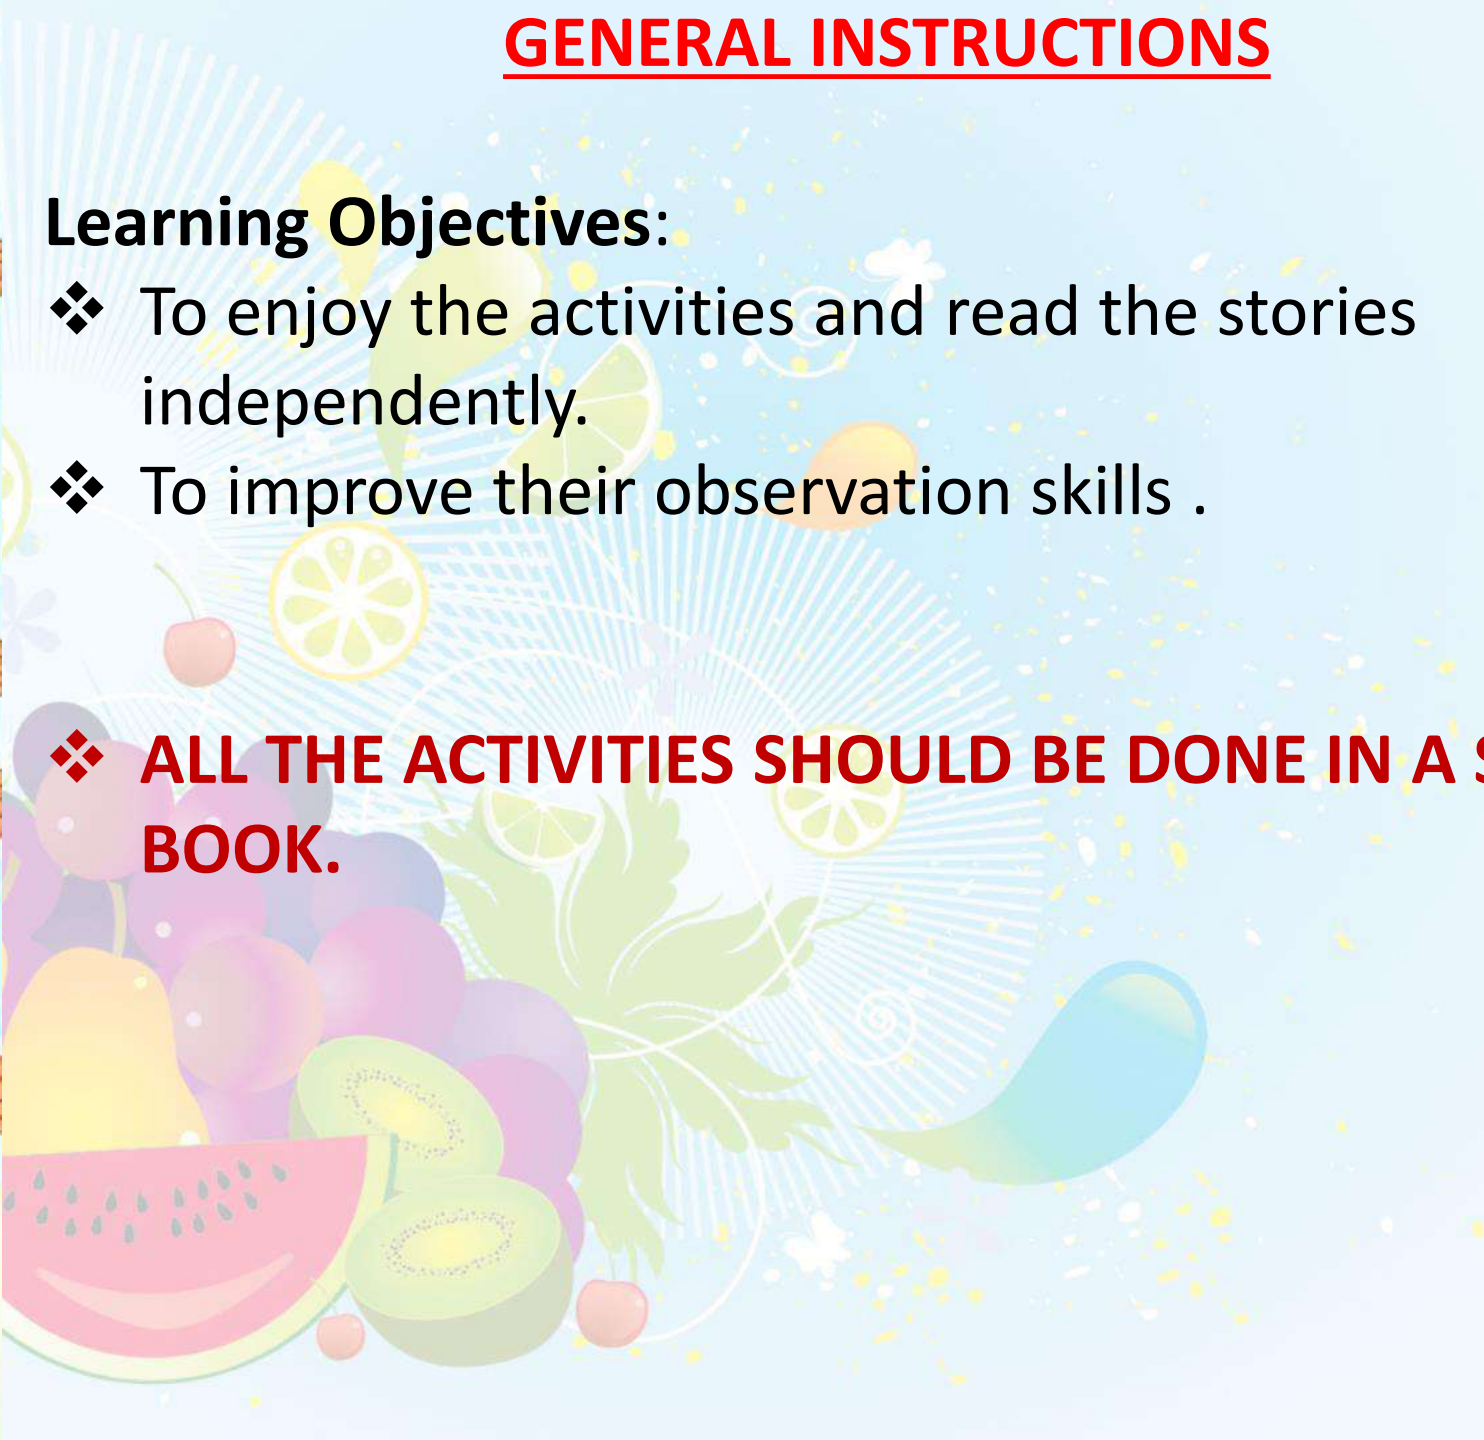 GENERAL INSTRUCTIONS
Learning Objectives:
❖ To enjoy the activities and read the stories
independently.
❖ To improve their observation skills .
❖ ALL THE ACTIVITIES SHOULD BE DONE IN A
BOOK.